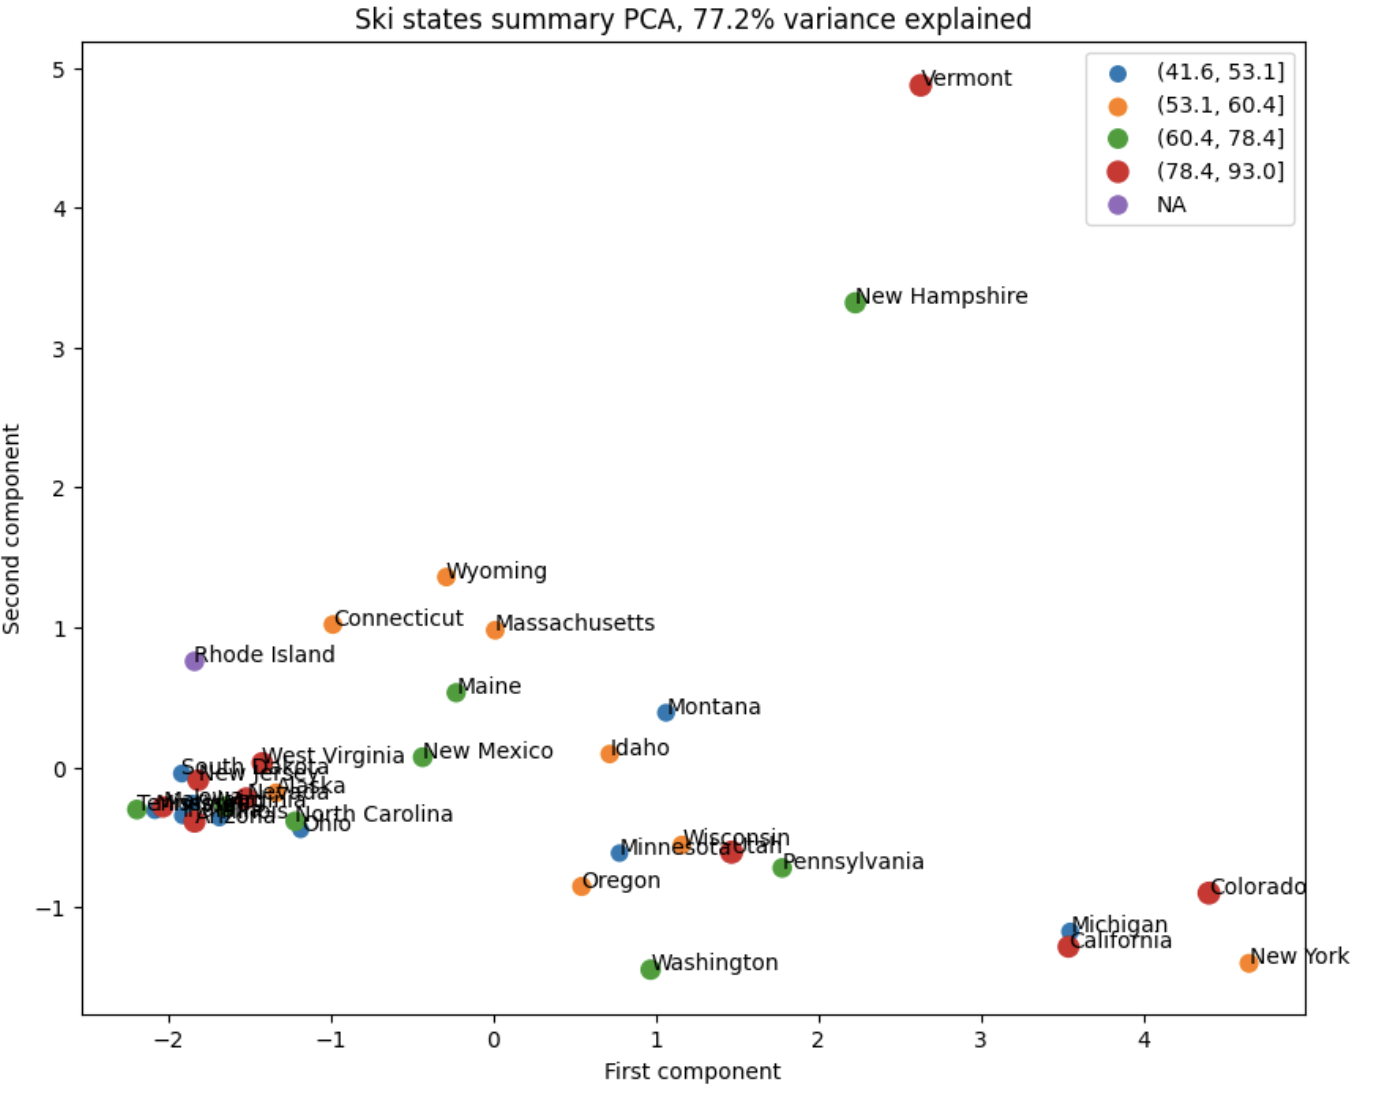 Ski states summary PCA, 77.2% variance explained
5
4
3
2
1
0
−1
Second component
(41.6, 53.1]
(53.1, 60.4]
(60.4, 78.4]
(78.4, 93.0]
NA
Vermont
New Hampshire
Wyoming
Connecticut
Massachusetts
Rhode Island
Maine
Montana
New Mexico
Idaho
West Virginia
South Dakota
New Jersey
Alaska
Nevada
Iowa
Illinois
Arizona
North Carolina
Ohio
Wisconsin
Minnesota
Utah
Pennsylvania
Oregon
Colorado
Michigan
California
Washington
New York
−2
−1
0
1
2
3
4
First component